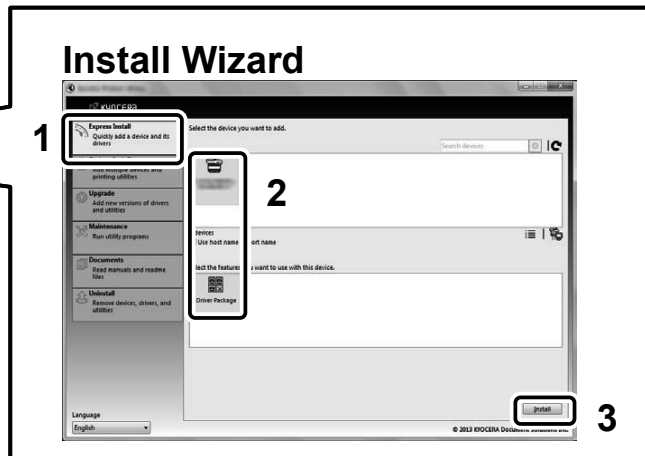 Install Wizard
KYOCERA
1
Express Install
Quickly add a device and its
drivers
Select the device you want to add.
Search devices
2
Add multiple devices and
printing utilities
Upgrade
Add new versions of drivers
and utilities
Maintenance
Run utility programs
devices
Use host name
ort name
Documents
Read manuals and readme
files
lect the features
u want to use with this device.
Driver Package
Uninstall
Remove devices, drivers, and
utilities
Install
3
Language
English
© 2013 KYOCERA Document Solutions Inc.